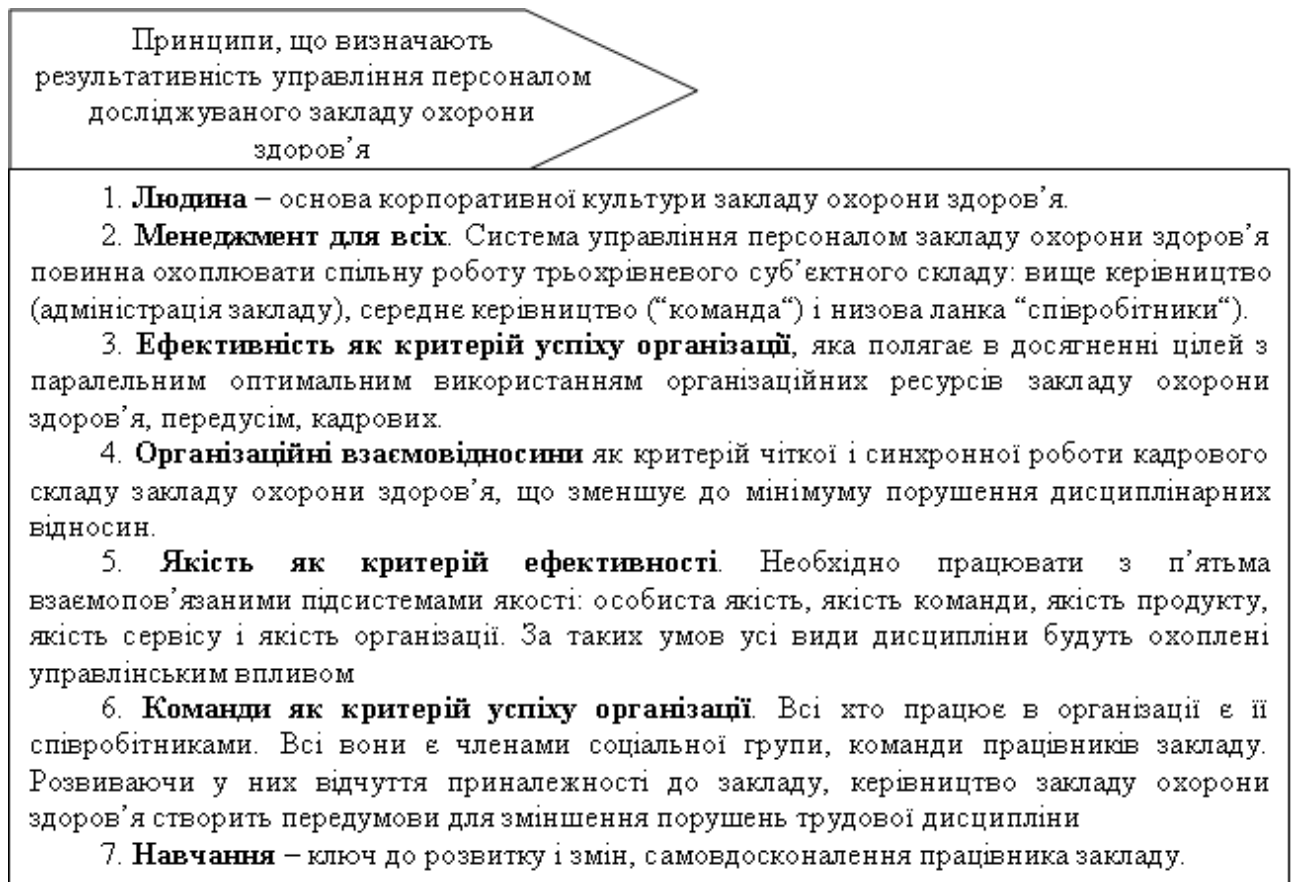 Принципи, що визначають
результативність управління персоналом
досліджуваного закладу охорони
здоров’я
1. Людина – основа корпоративної культури закладу охорони здоров’я.
2. Менеджмент для всіх. Система управління персоналом закладу охорони здоров’я
повинна охоплювати спільну роботу трьохрівневого суб’єктного складу: вище керівництво
(адміністрація закладу), середнє керівництво (“команда“) і низова ланка “співробітники“).
3. Ефективність як критерій успіху організації, яка полягає в досягненні цілей з
паралельним оптимальним використанням організаційних ресурсів закладу охорони
здоров’я, передусім, кадрових.
4. Організаційні взаємовідносини як критерій чіткої і синхронної роботи кадрового
складу закладу охорони здоров’я, що зменшує до мінімуму порушення дисциплінарних
відносин.
5. Якість як критерій ефективності. Необхідно працювати з п’ятьма
взаємопов’язаними підсистемами якості: особиста якість, якість команди, якість продукту,
якість сервісу і якість організації. За таких умов усі види дисципліни будуть охоплені
управлінським впливом
6. Команди як критерій успіху організації. Всі хто працює в організації є її
співробітниками. Всі вони є членами соціальної групи, команди працівників закладу.
Розвиваючи у них відчуття приналежності до закладу, керівництво закладу охорони
здоров’я створить передумови для зміншення порушень трудової дисципліни
7. Навчання – ключ до розвитку і змін, самовдосконалення працівника закладу.